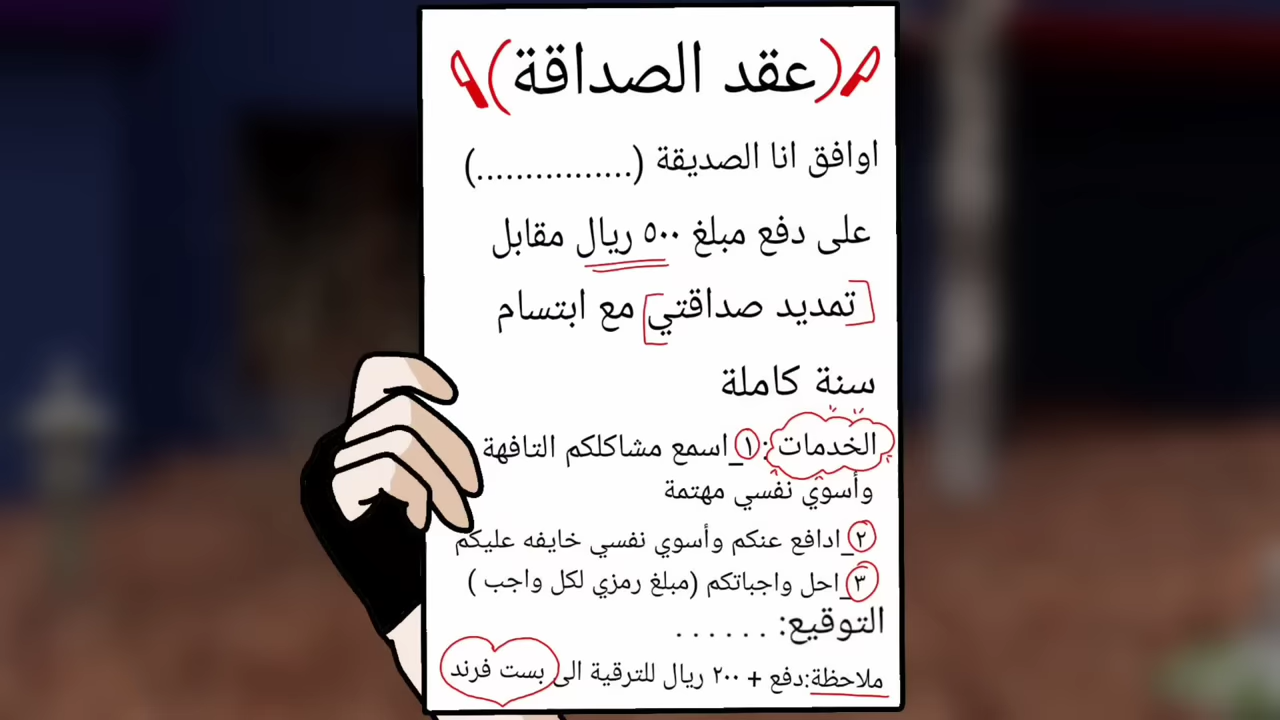 (عقد الصداقة)
اوافق انا الصديقة (................)
على دفع مبلغ ٥٠٠ ريال مقابل
[تمديد صداقتي] مع ابتسام
سنة كاملة
الخدمات :١_اسمع مشاكلكم التافهة
وأسوي نفسي مهتمة
٢_ادافع عنكم وأسوي نفسي خايفه عليكم
٣_احل واجباتكم (مبلغ رمزي لكل واجب )
التوقيع: . . . . . .
ملاحظة:دفع + ٢٠٠ ريال للترقية الى بست فرند